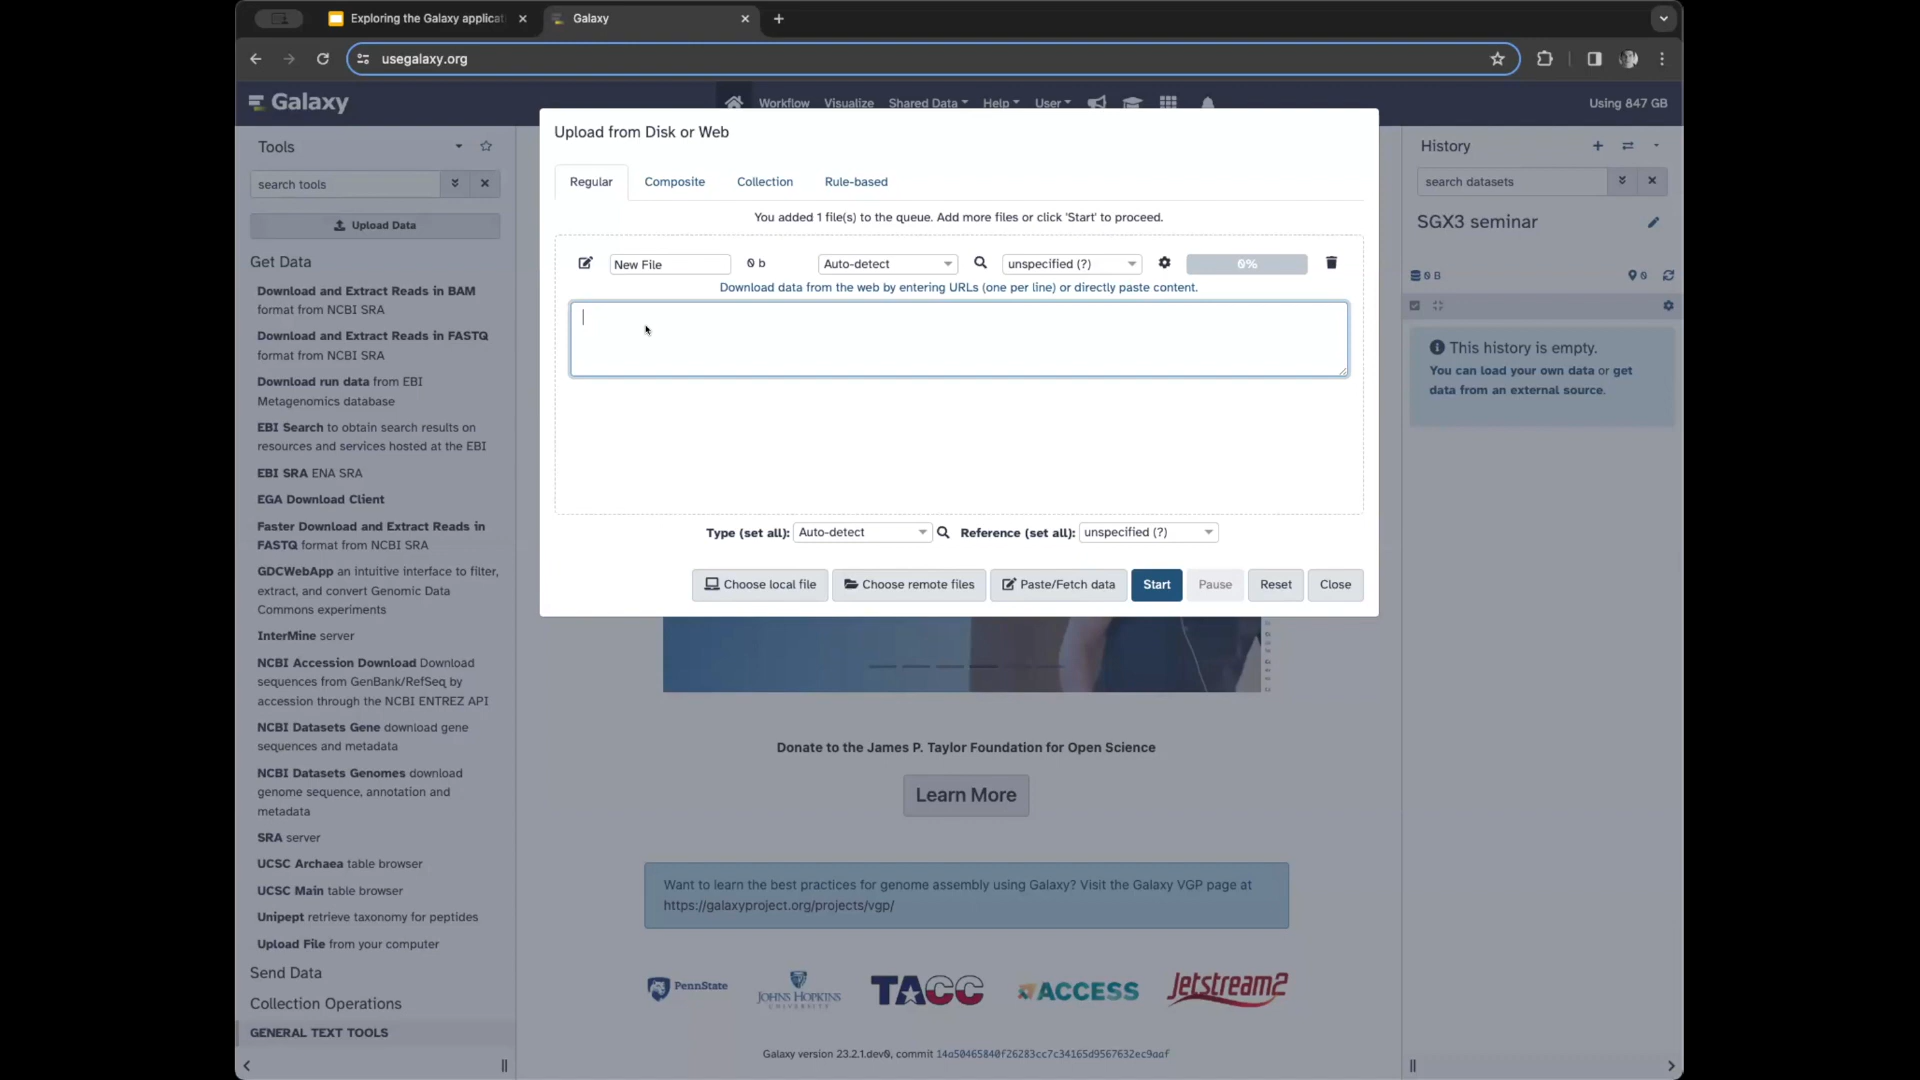 Exploring the Galaxy applicat
Galaxy
usegalaxy.org
Galaxy
Workflow
Visualize
Shared Data
Help
User
Using 847 GB
Tools
search tools
Upload Data
Get Data
Download and Extract Reads in BAM
format from NCBI SRA
Download and Extract Reads in FASTQ
format from NCBI SRA
Download run data from EBI
Metagenomics database
EBI Search to obtain search results on
resources and services hosted at the EBI
EBI SRA ENA SRA
EGA Download Client
Faster Download and Extract Reads in
FASTQ format from NCBI SRA
GDCWebApp an intuitive interface to filter,
extract, and convert Genomic Data
Commons experiments
InterMine server
NCBI Accession Download Download
sequences from GenBank/RefSeq by
accession through the NCBI ENTREZ API
NCBI Datasets Gene download gene
sequences and metadata
NCBI Datasets Genomes download
genome sequence, annotation and
metadata
SRA server
UCSC Archaea table browser
UCSC Main table browser
Unipept retrieve taxonomy for peptides
Upload File from your computer
Send Data
Collection Operations
GENERAL TEXT TOOLS
Upload from Disk or Web
Regular
Composite
Collection
Rule-based
You added 1 file(s) to the queue. Add more files or click 'Start' to proceed.
New File
0 b
Auto-detect
unspecified (?)
0%
Download data from the web by entering URLs (one per line) or directly paste content.
Type (set all): Auto-detect
Reference (set all): unspecified (?)
Choose local file
Choose remote files
Paste/Fetch data
Start
Pause
Reset
Close
Donate to the James P. Taylor Foundation for Open Science
Learn More
Want to learn the best practices for genome assembly using Galaxy? Visit the Galaxy VGP page at
https://galaxyproject.org/projects/vgp/
PennState
JOHNS HOPKINS
UNIVERSITY
TACC
ACCESS
Jetstream2
Galaxy version 23.2.1.dev0, commit 14a50465840f26283cc7c34165d9567632ec9aaf
History
search datasets
SGX3 seminar
0 B
0
This history is empty.
You can load your own data or get
data from an external source.